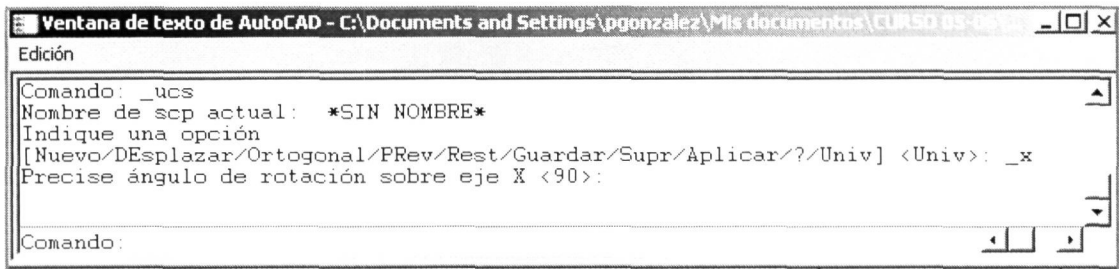 Ventana de texto de AutoCAD - C:\Documents and Settings\pgonzalez\Mis documentos\CURSO 05-06\
Edición
Comando: _ucs
Nombre de scp actual: *SIN NOMBRE*
Indique una opción
[Nuevo/DEsplazar/Ortogonal/PRev/Rest/Guardar/Supr/Aplicar/?/Univ] <Univ>: _x
Precise ángulo de rotación sobre eje X <90>:
Comando: